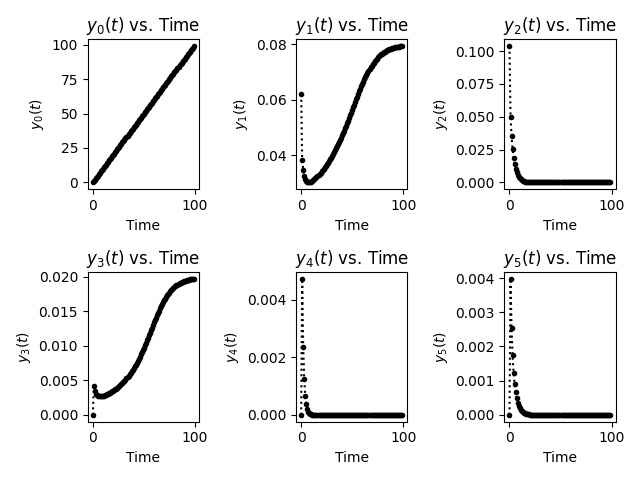 y₀(t) vs. Time
y₁(t) vs. Time
y₂(t) vs. Time
100
75
50
25
0
y₀(t)
0
100
Time
0.08
0.06
0.04
y₁(t)
0
100
Time
0.100
0.075
0.050
0.025
0.000
y₂(t)
0
100
Time
y₃(t) vs. Time
y₄(t) vs. Time
y₅(t) vs. Time
0.020
0.015
0.010
0.005
0.000
y₃(t)
0
100
Time
0.004
0.002
0.000
y₄(t)
0
100
Time
0.004
0.003
0.002
0.001
0.000
y₅(t)
0
100
Time